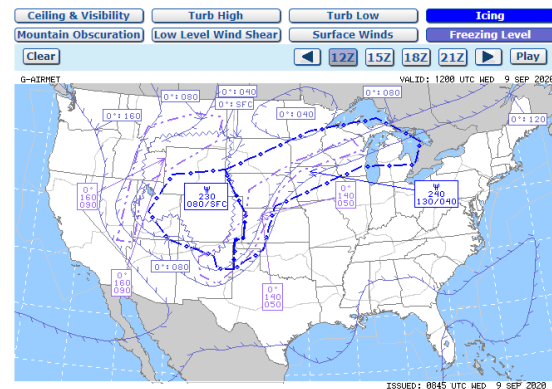 Ceiling & Visibility
Turb High
Turb Low
Icing
Mountain Obscuration
Low Level Wind Shear
Surface Winds
Freezing Level
Clear
12Z
15Z
18Z
21Z
Play
G-AIRMET
VALID: 1200 UTC WED 9 SEP 2020
0°:080
0°:040
0°:SFC
0°:080
0°:160
0°:040
0°:120
0°
160
090
230
080/SFC
0°
140
050
240
130/040
0°:080
0°
160
090
0°
140
050
ISSUED: 0845 UTC WED 9 SEP 2020